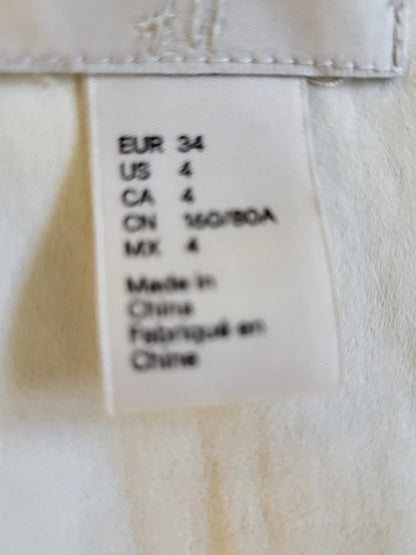 EUR 34
US 4
CA 4
CN 160/80A
MX 4
Made in
China
Fabriqué en
Chine